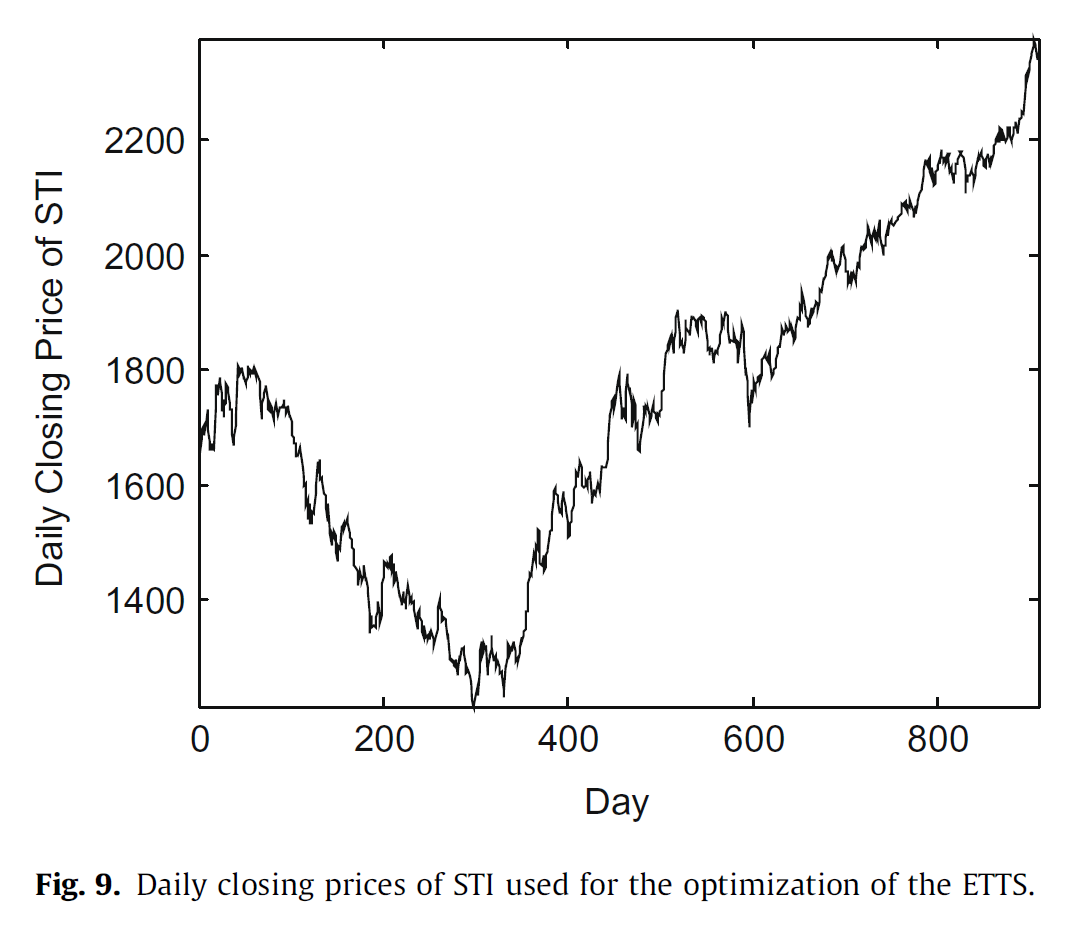 Daily Closing Price of STI
2200
2000
1800
1600
1400
0 200 400 600 800
Day
Fig. 9. Daily closing prices of STI used for the optimization of the ETTS.